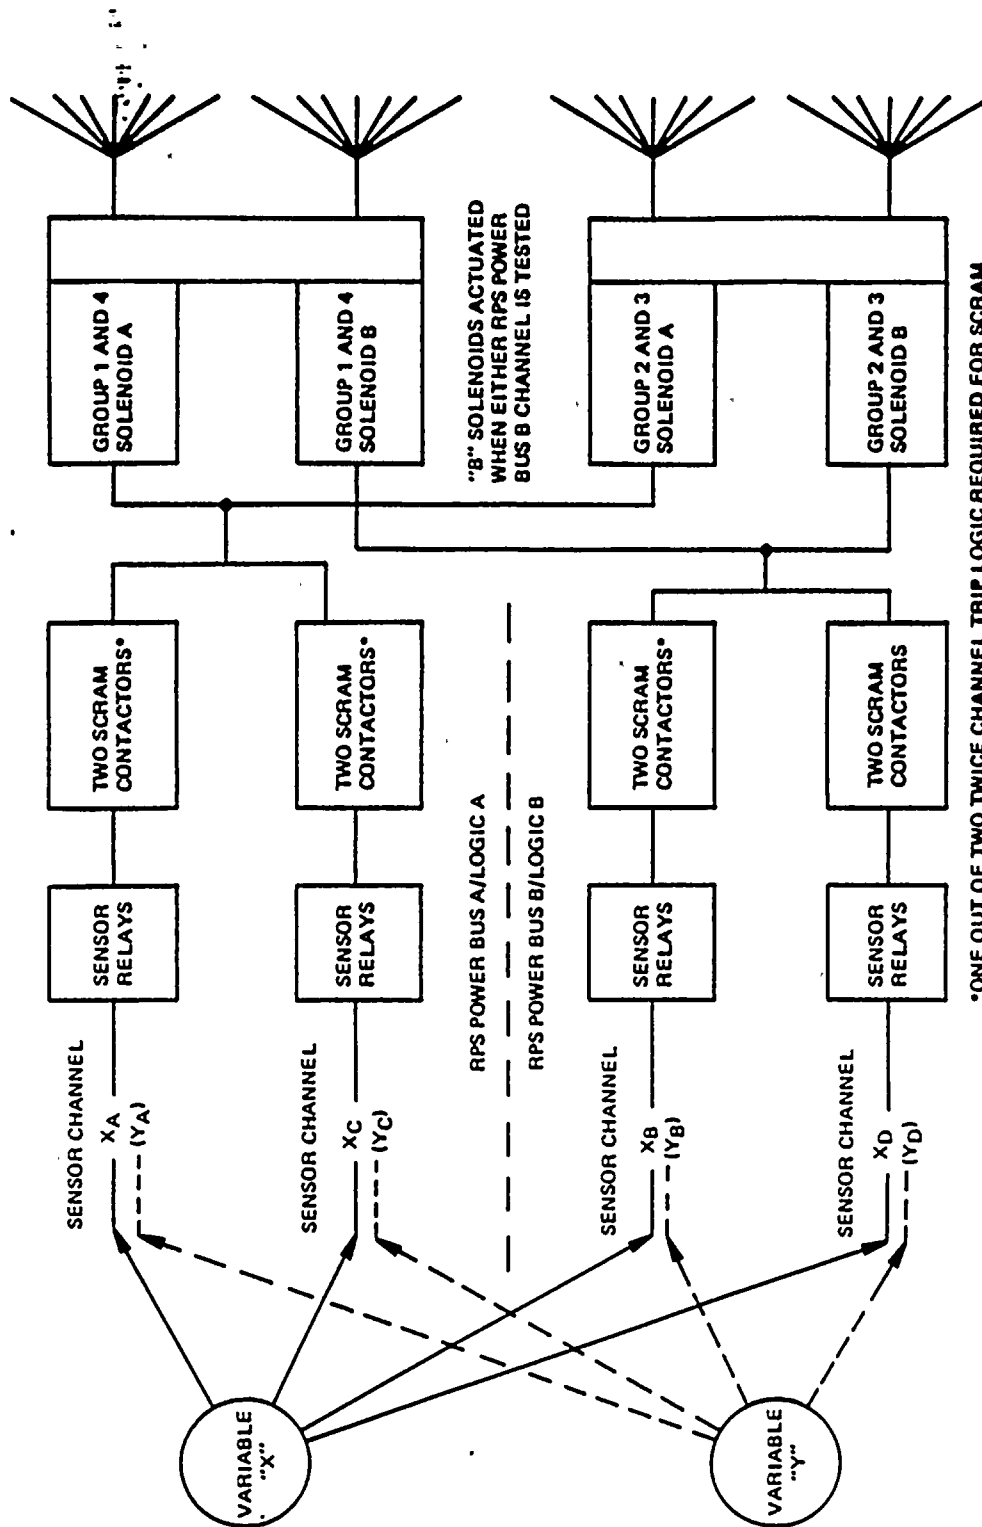 VARIABLE
"X"
VARIABLE
"Y"
SENSOR CHANNEL
XA
(YA)
SENSOR CHANNEL
XC
(YC)
SENSOR CHANNEL
XB
(YB)
SENSOR CHANNEL
XD
(YD)
SENSOR
RELAYS
SENSOR
RELAYS
SENSOR
RELAYS
SENSOR
RELAYS
RPS POWER BUS A/LOGIC A
RPS POWER BUS B/LOGIC B
TWO SCRAM
CONTACTORS*
TWO SCRAM
CONTACTORS*
TWO SCRAM
CONTACTORS*
TWO SCRAM
CONTACTORS
GROUP 1 AND 4
SOLENOID A
GROUP 1 AND 4
SOLENOID B
"B" SOLENOIDS ACTUATED
WHEN EITHER RPS POWER
BUS B CHANNEL IS TESTED
GROUP 2 AND 3
SOLENOID A
GROUP 2 AND 3
SOLENOID B
*ONE OUT OF TWO TWICE CHANNEL TRIP LOGIC REQUIRED FOR SCRAM